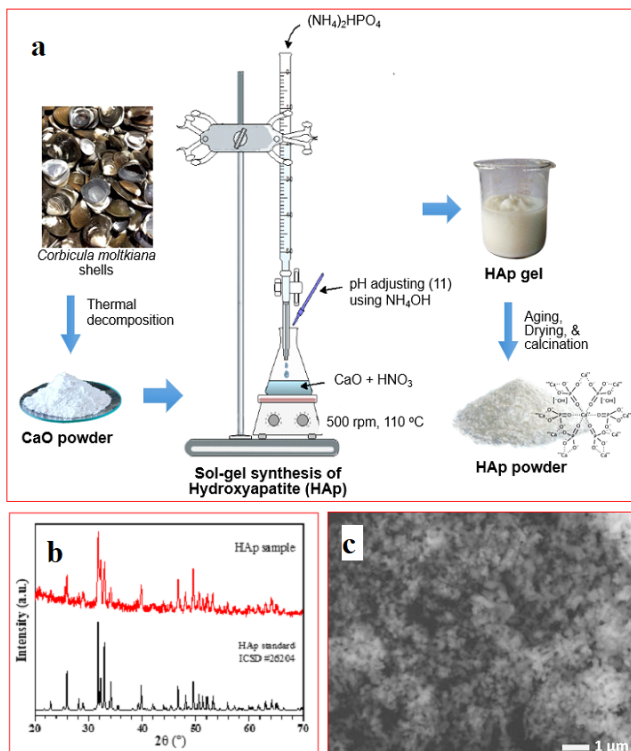 a
(NH₄)₂HPO₄
Corbicula moltkiana
shells
Thermal
decomposition
CaO powder
pH adjusting (11)
using NH₄OH
CaO + HNO₃
500 rpm, 110 ºC
Sol-gel synthesis of
Hydroxyapatite (HAp)
HAp gel
Aging,
Drying, &
calcination
HAp powder
b
HAp sample
HAp standard
ICSD #26204
Intensity (a.u.)
20 30 40 50 60 70
2θ (°)
c
1 µm